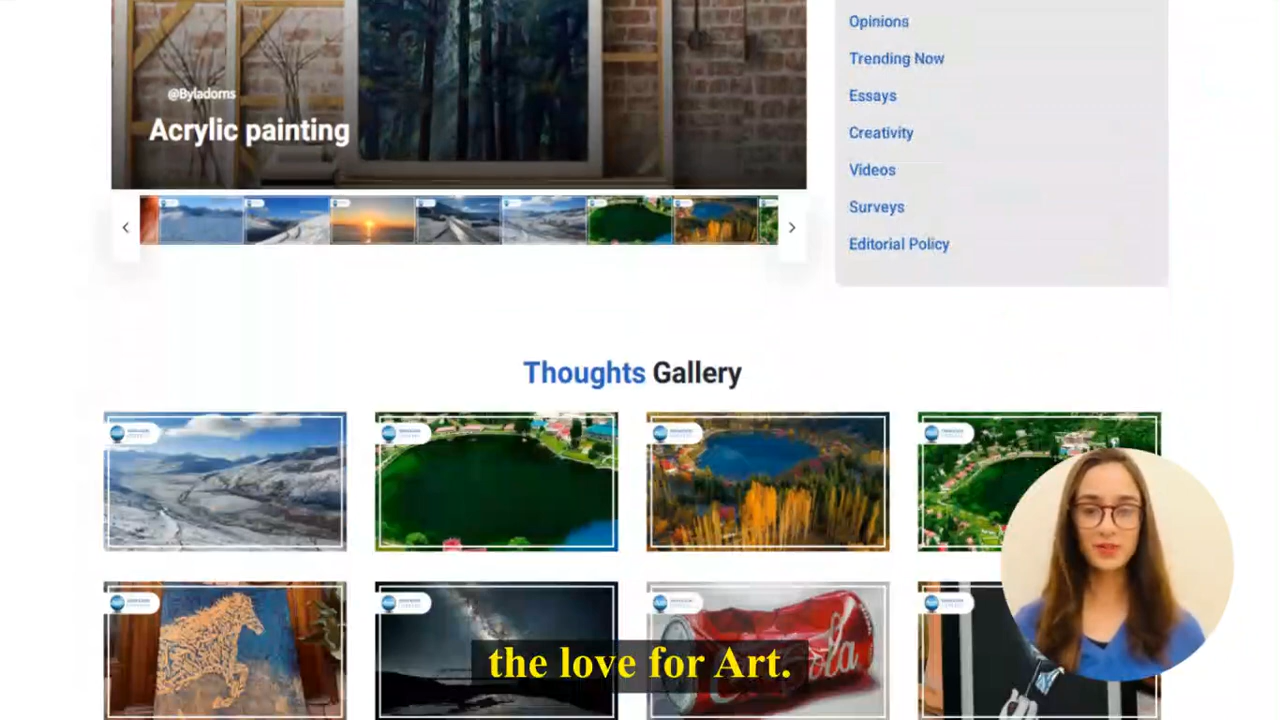 @Byladoms
Acrylic painting
Opinions
Trending Now
Essays
Creativity
Videos
Surveys
Editorial Policy
Thoughts Gallery
the love for Art.